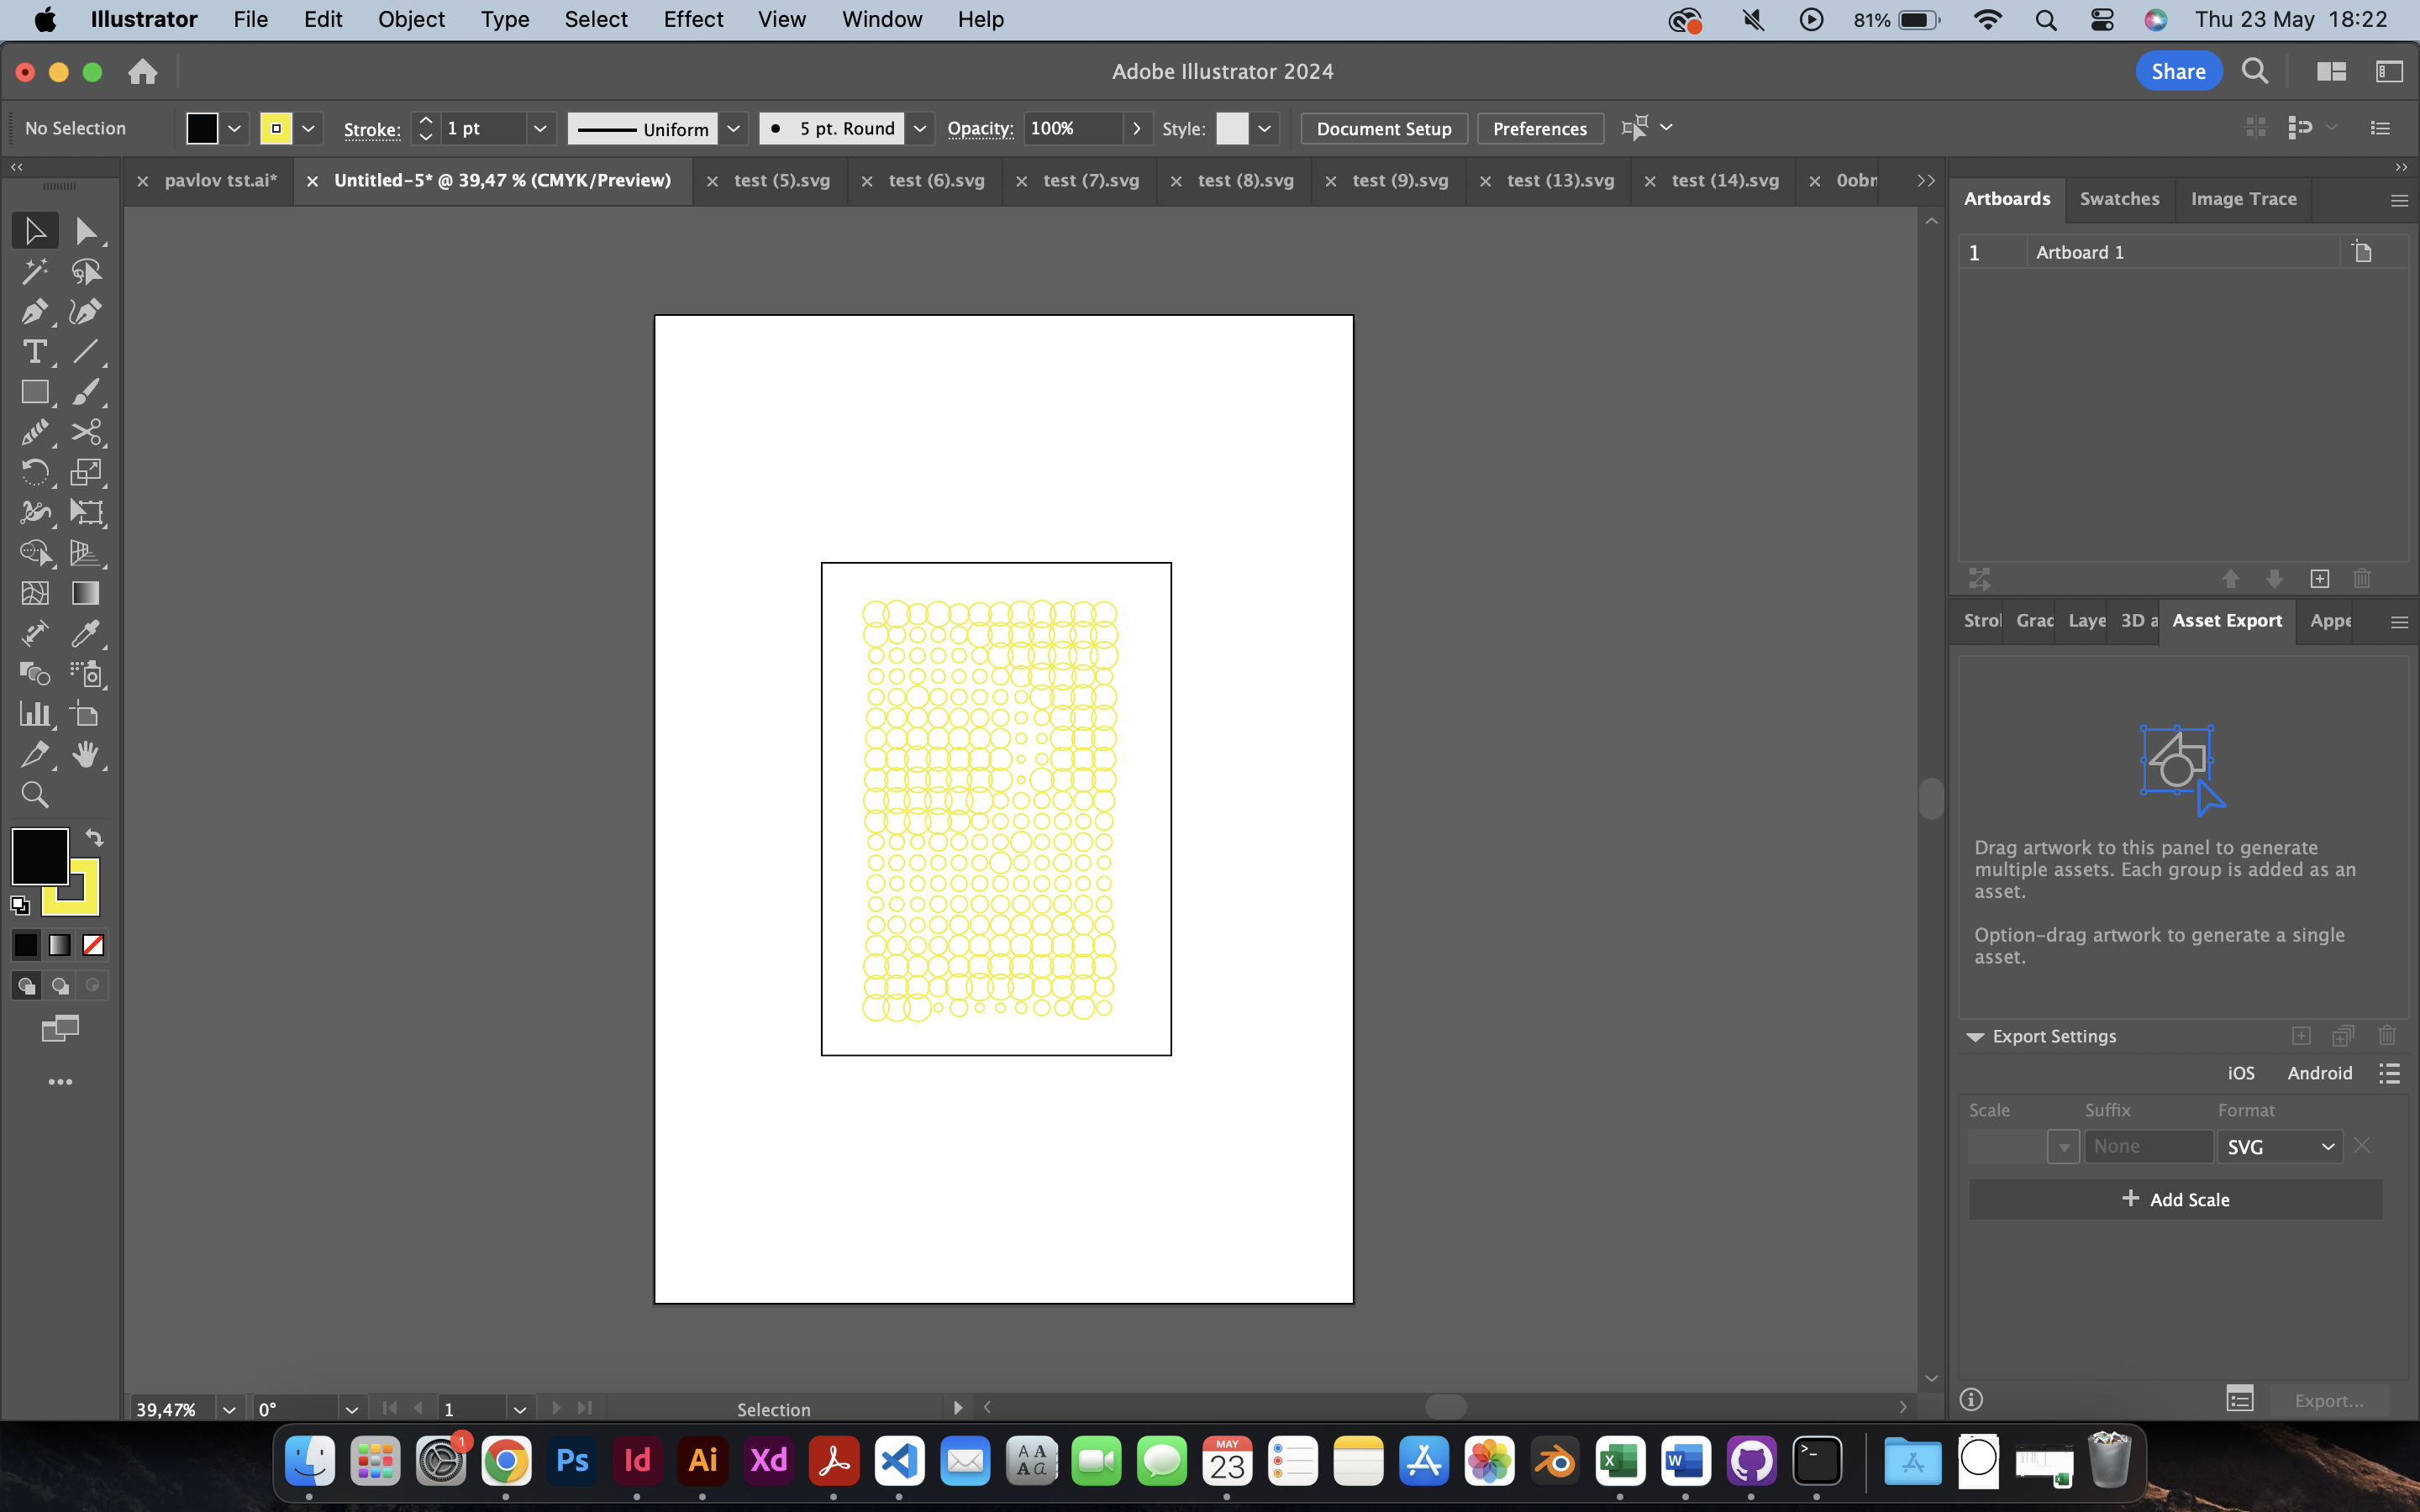 Illustrator File Edit Object Type Select Effect View Window Help 81% Thu 23 May 18:22
Adobe Illustrator 2024 Share
No Selection Stroke: 1 pt Uniform 5 pt. Round Opacity: 100% Style: Document Setup Preferences
pavlov tst.ai* Untitled-5* @ 39,47 % (CMYK/Preview) test (5).svg test (6).svg test (7).svg test (8).svg test (9).svg test (13).svg test (14).svg 0obr
Artboards Swatches Image Trace
1 Artboard 1
Strol Grad Laye 3D a Asset Export Appe
Drag artwork to this panel to generate
multiple assets. Each group is added as an
asset.
Option-drag artwork to generate a single
asset.
Export Settings
iOS Android
Scale Suffix Format
None SVG
+ Add Scale
39,47% 0° 1 Selection Export...
1 Ps Id Ai Xd MAY 23 X W